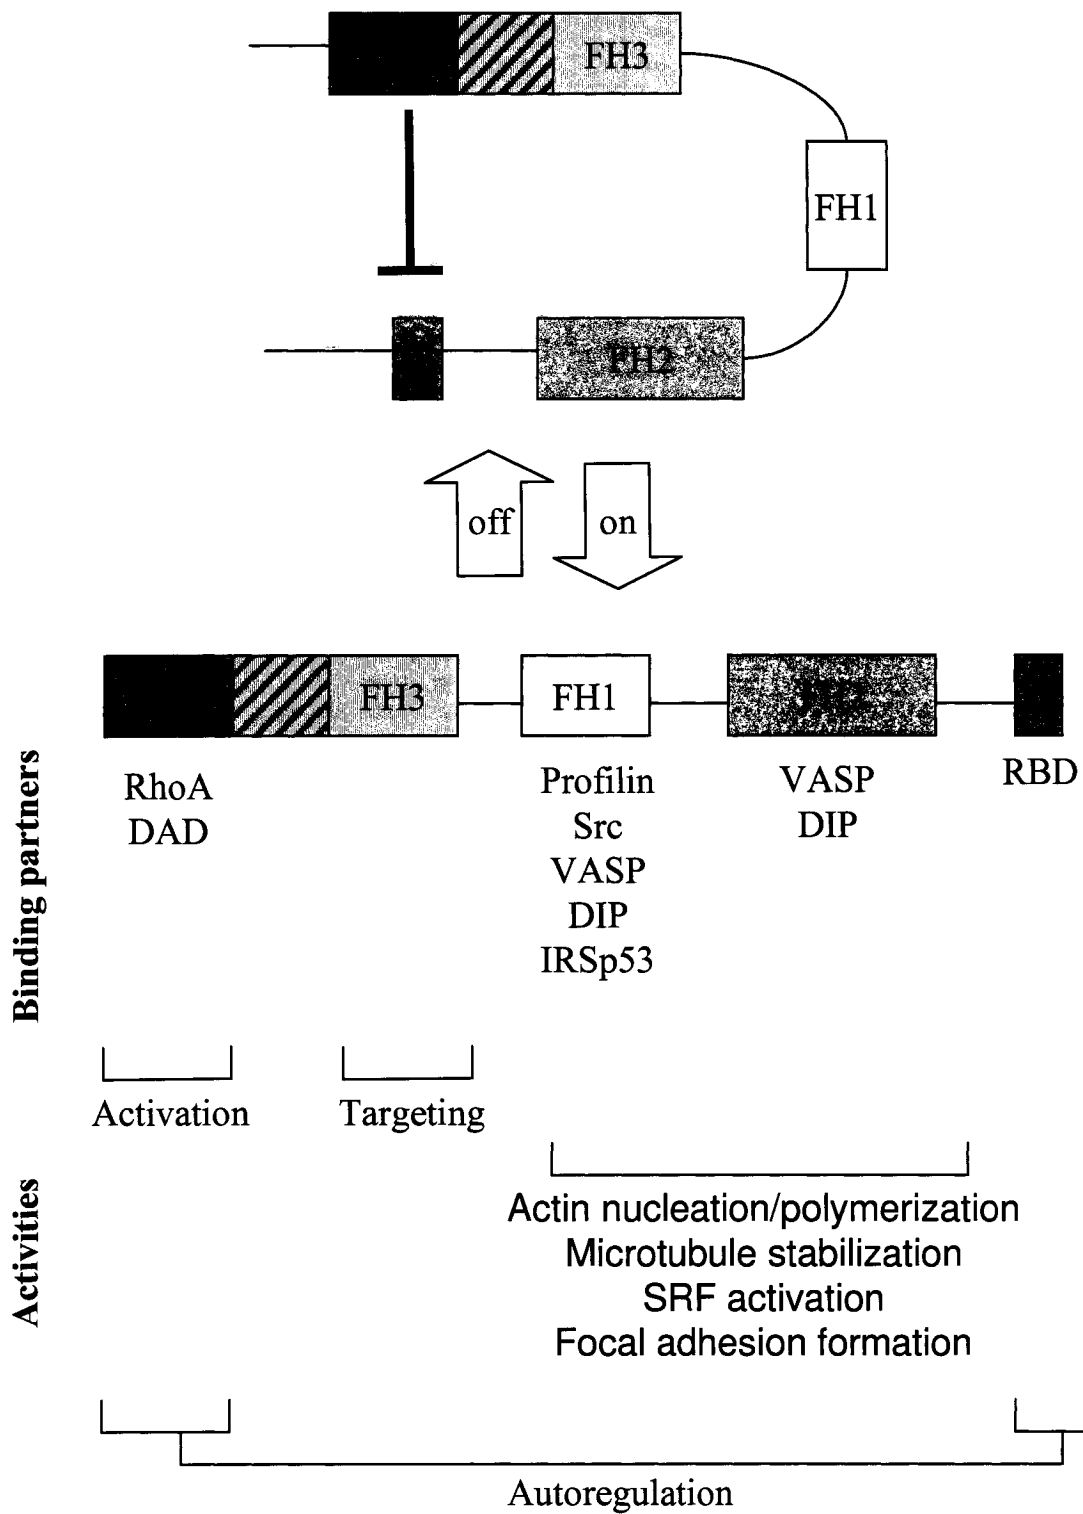 FH3
FH1
FH2
off
on
FH3
FH1
RhoA
DAD
Profilin
Src
VASP
DIP
IRSp53
VASP
DIP
RBD
Binding partners
Activation
Targeting
Activities
Actin nucleation/polymerization
Microtubule stabilization
SRF activation
Focal adhesion formation
Autoregulation